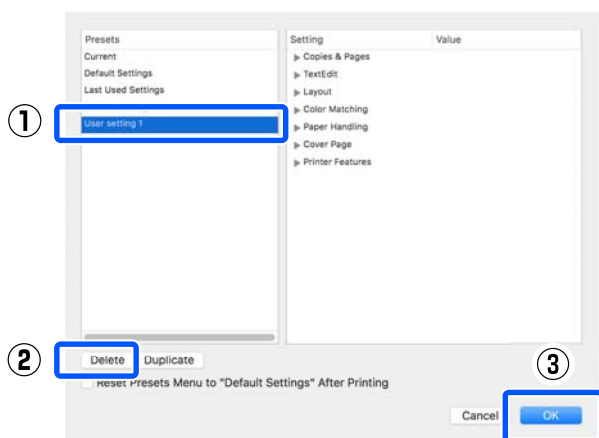 Presets
Setting Value
Current
Default Settings
Last Used Settings
User setting 1
Copies & Pages
TextEdit
Layout
Color Matching
Paper Handling
Cover Page
Printer Features
①
②
③
Delete Duplicate
Reset Presets Menu to "Default Settings" After Printing
Cancel OK